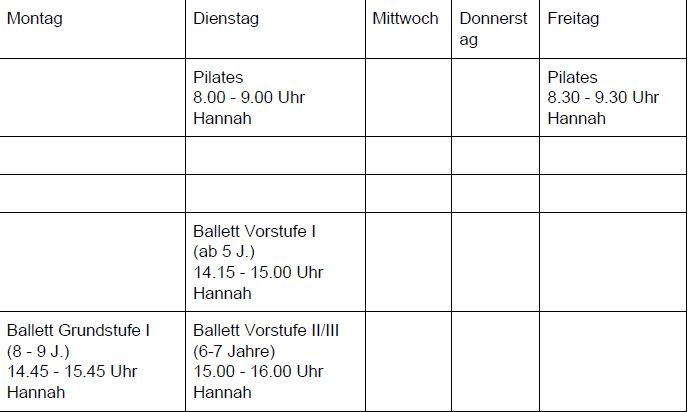 Montag
Dienstag
Mittwoch
Donnerst
ag
Freitag
Pilates
8.00 - 9.00 Uhr
Hannah
Pilates
8.30 - 9.30 Uhr
Hannah
Ballett Vorstufe I
(ab 5 J.)
14.15 - 15.00 Uhr
Hannah
Ballett Grundstufe I
(8 - 9 J.)
14.45 - 15.45 Uhr
Hannah
Ballett Vorstufe II/III
(6-7 Jahre)
15.00 - 16.00 Uhr
Hannah